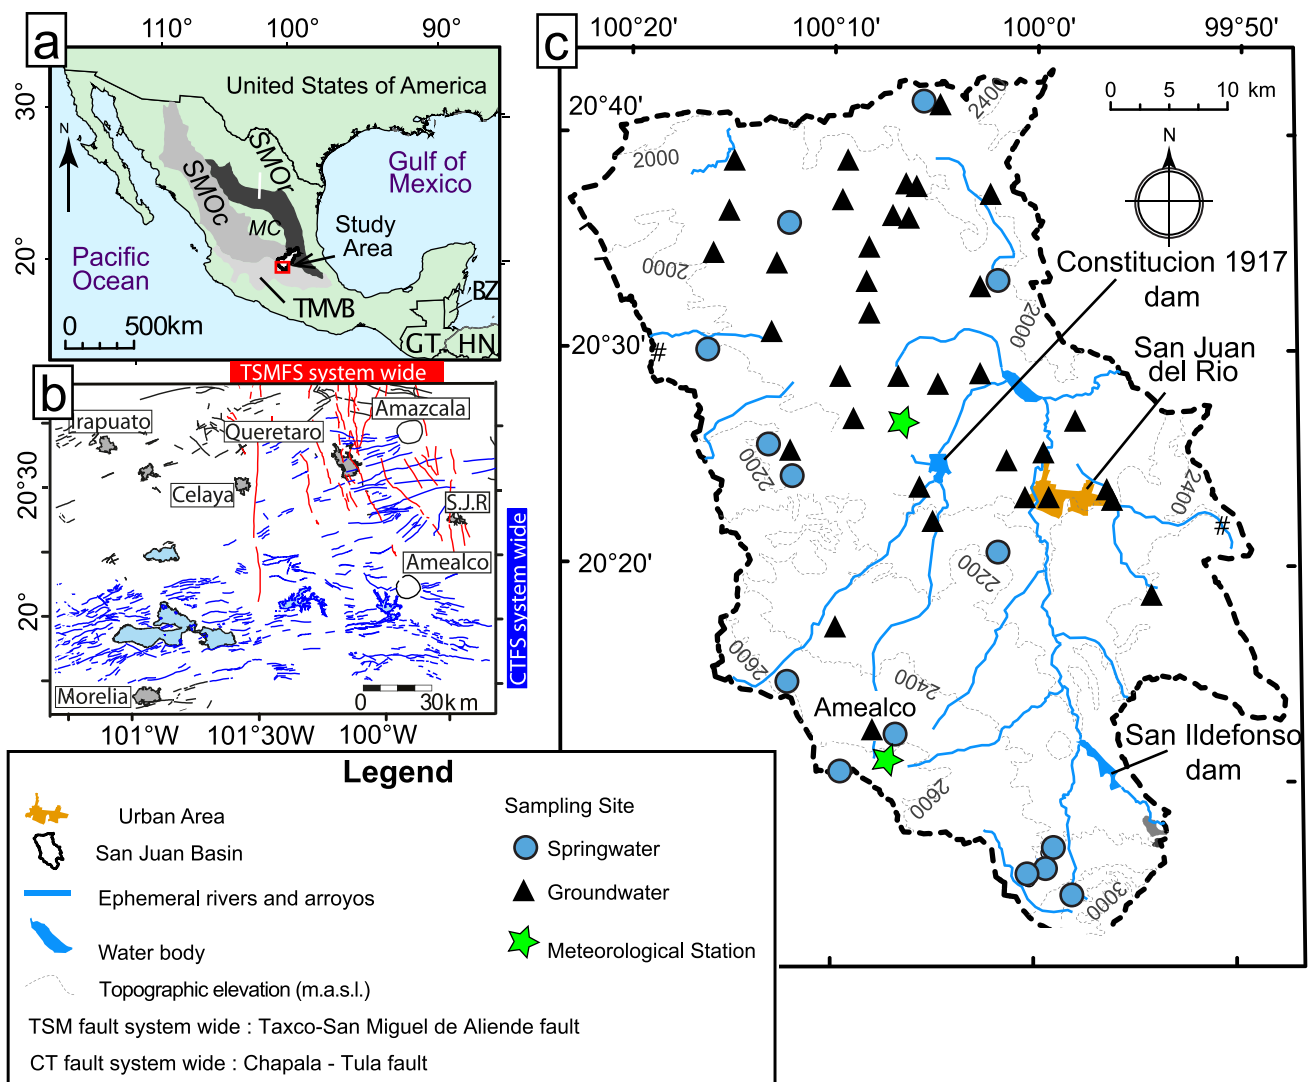 a
110°
100°
90°
30°
20°
N
United States of America
Gulf of
Mexico
SMOr
SMOc
MC
Study
Area
Pacific
Ocean
TMVB
BZ
GT
HN
0
500km
TSMFS system wide
b
Irapuato
Amazcala
Queretaro
Celaya
S.J.R
Amealco
Morelia
20°30
20°
0
30km
CTFS system wide
101°W
101°30W
100°W
c
100°20'
100°10'
100°00'
99°50'
20°40'
20°30'
20°20'
0
5
10 km
N
2400
2000
2000
2000
Constitucion 1917
dam
San Juan
del Rio
#
2200
2400
#
2200
2600
2400
Amealco
San Ildefonso
dam
2600
3000
Legend
Urban Area
San Juan Basin
Ephemeral rivers and arroyos
Water body
Topographic elevation (m.a.s.l.)
Sampling Site
Springwater
Groundwater
Meteorological Station
TSM fault system wide : Taxco-San Miguel de Aliende fault
CT fault system wide : Chapala - Tula fault